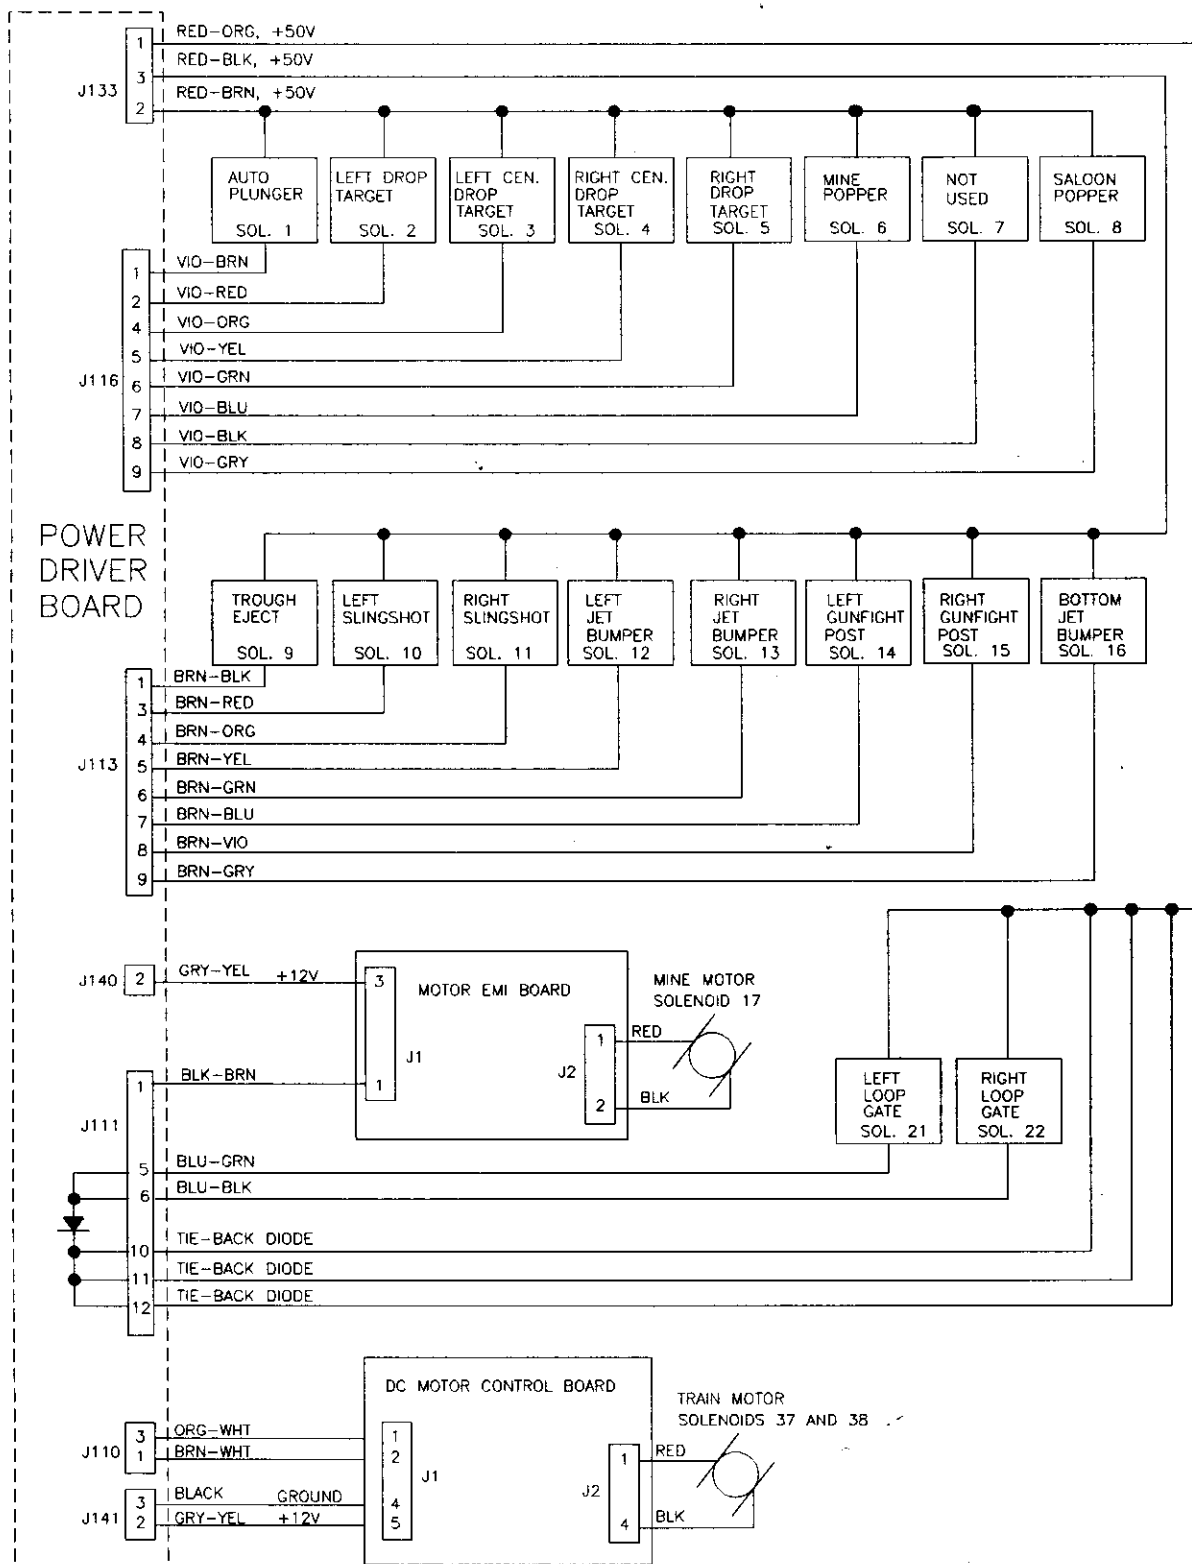 RED-ORG, +50V
1
RED-BLK, +50V
3
J133
RED-BRN, +50V
2
AUTO
PLUNGER
SOL. 1
LEFT DROP
TARGET
SOL. 2
LEFT CEN.
DROP
TARGET
SOL. 3
RIGHT CEN.
DROP
TARGET
SOL. 4
RIGHT
DROP
TARGET
SOL. 5
MINE
POPPER
SOL. 6
NOT
USED
SOL. 7
SALOON
POPPER
SOL. 8
J116
1 VIO-BRN
2 VIO-RED
4 VIO-ORG
5 VIO-YEL
6 VIO-GRN
7 VIO-BLU
8 VIO-BLK
9 VIO-GRY
POWER
DRIVER
BOARD
TROUGH
EJECT
SOL. 9
LEFT
SLINGSHOT
SOL. 10
RIGHT
SLINGSHOT
SOL. 11
LEFT
JET
BUMPER
SOL. 12
RIGHT
JET
BUMPER
SOL. 13
LEFT
GUNFIGHT
POST
SOL. 14
RIGHT
GUNFIGHT
POST
SOL. 15
BOTTOM
JET
BUMPER
SOL. 16
J113
1 BRN-BLK
3 BRN-RED
4 BRN-ORG
5 BRN-YEL
6 BRN-GRN
7 BRN-BLU
8 BRN-VIO
9 BRN-GRY
J140 2 GRY-YEL +12V 3
MOTOR EMI BOARD
MINE MOTOR
SOLENOID 17
J1
J2
1 RED
2 BLK
J111
1 BLK-BRN 1
LEFT
LOOP
GATE
SOL. 21
RIGHT
LOOP
GATE
SOL. 22
5 BLU-GRN
6 BLU-BLK
10 TIE-BACK DIODE
11 TIE-BACK DIODE
12 TIE-BACK DIODE
DC MOTOR CONTROL BOARD
TRAIN MOTOR
SOLENOIDS 37 AND 38
J110
3 ORG-WHT 1
1 BRN-WHT 2
J1
J141
3 BLACK GROUND 4
2 GRY-YEL +12V 5
J2
1 RED
4 BLK